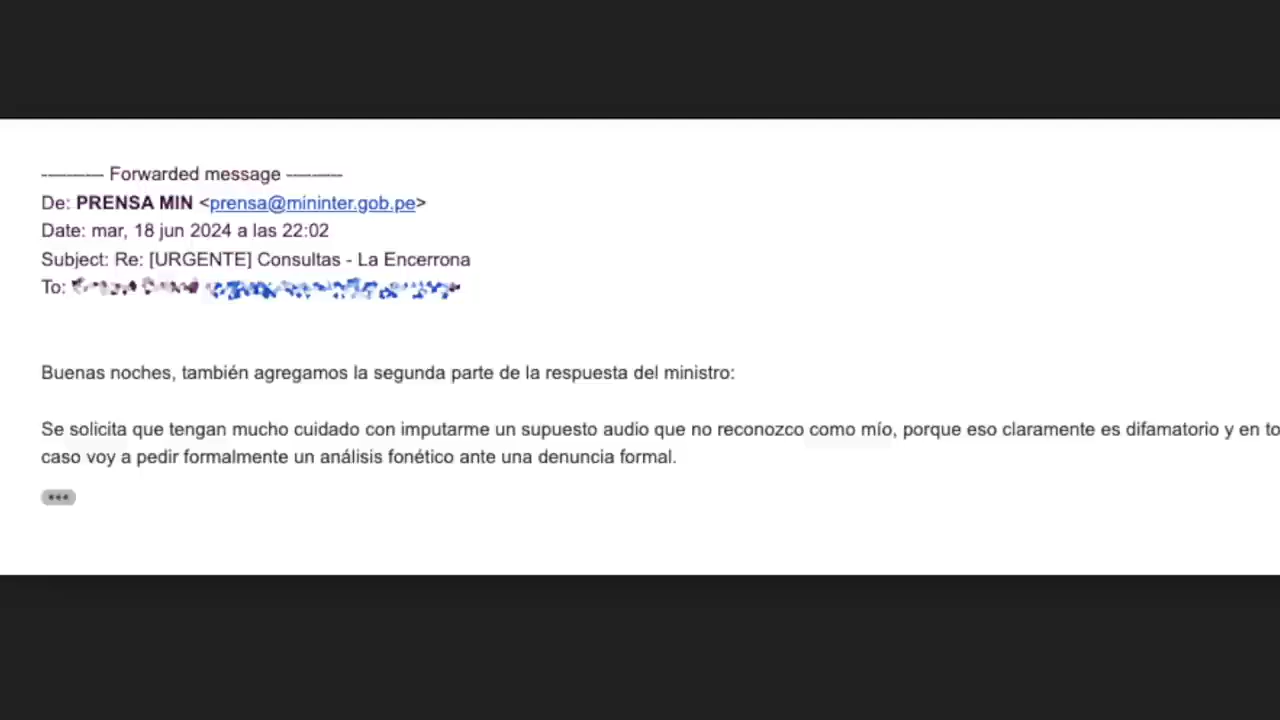 ---------- Forwarded message ---------
De: PRENSA MIN <prensa@mininter.gob.pe>
Date: mar, 18 jun 2024 a las 22:02
Subject: Re: [URGENTE] Consultas - La Encerrona
To:
Buenas noches, también agregamos la segunda parte de la respuesta del ministro:
Se solicita que tengan mucho cuidado con imputarme un supuesto audio que no reconozco como mío, porque eso claramente es difamatorio y en to
caso voy a pedir formalmente un análisis fonético ante una denuncia formal.